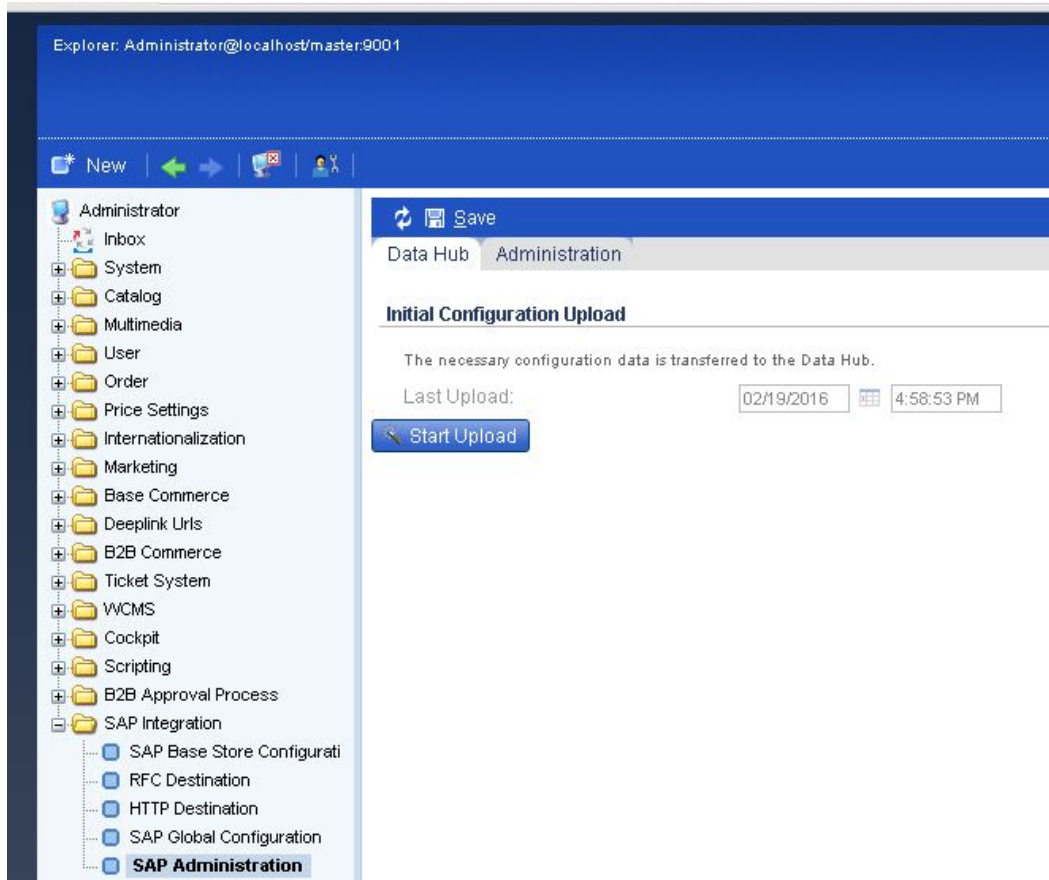 Explorer: Administrator@localhost/master:9001
New
Administrator
Inbox
System
Catalog
Multimedia
User
Order
Price Settings
Internationalization
Marketing
Base Commerce
Deeplink Urls
B2B Commerce
Ticket System
WCMS
Cockpit
Scripting
B2B Approval Process
SAP Integration
SAP Base Store Configurati
RFC Destination
HTTP Destination
SAP Global Configuration
SAP Administration
Save
Data Hub Administration
Initial Configuration Upload
The necessary configuration data is transferred to the Data Hub.
Last Upload: 02/19/2016 4:58:53 PM
Start Upload